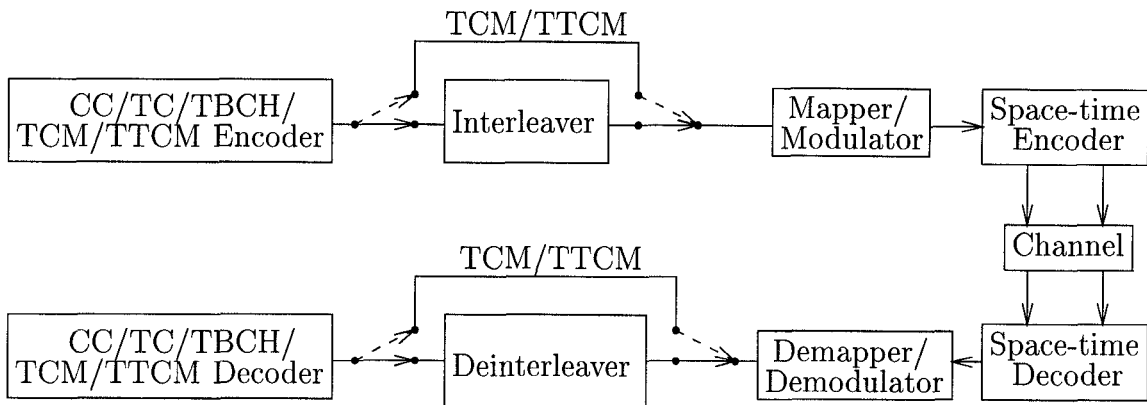 TCM/TTCM
CC/TC/TBCH/
TCM/TTCM Encoder
Interleaver
Mapper/
Modulator
Space-time
Encoder
Channel
TCM/TTCM
CC/TC/TBCH/
TCM/TTCM Decoder
Deinterleaver
Demapper/
Demodulator
Space-time
Decoder